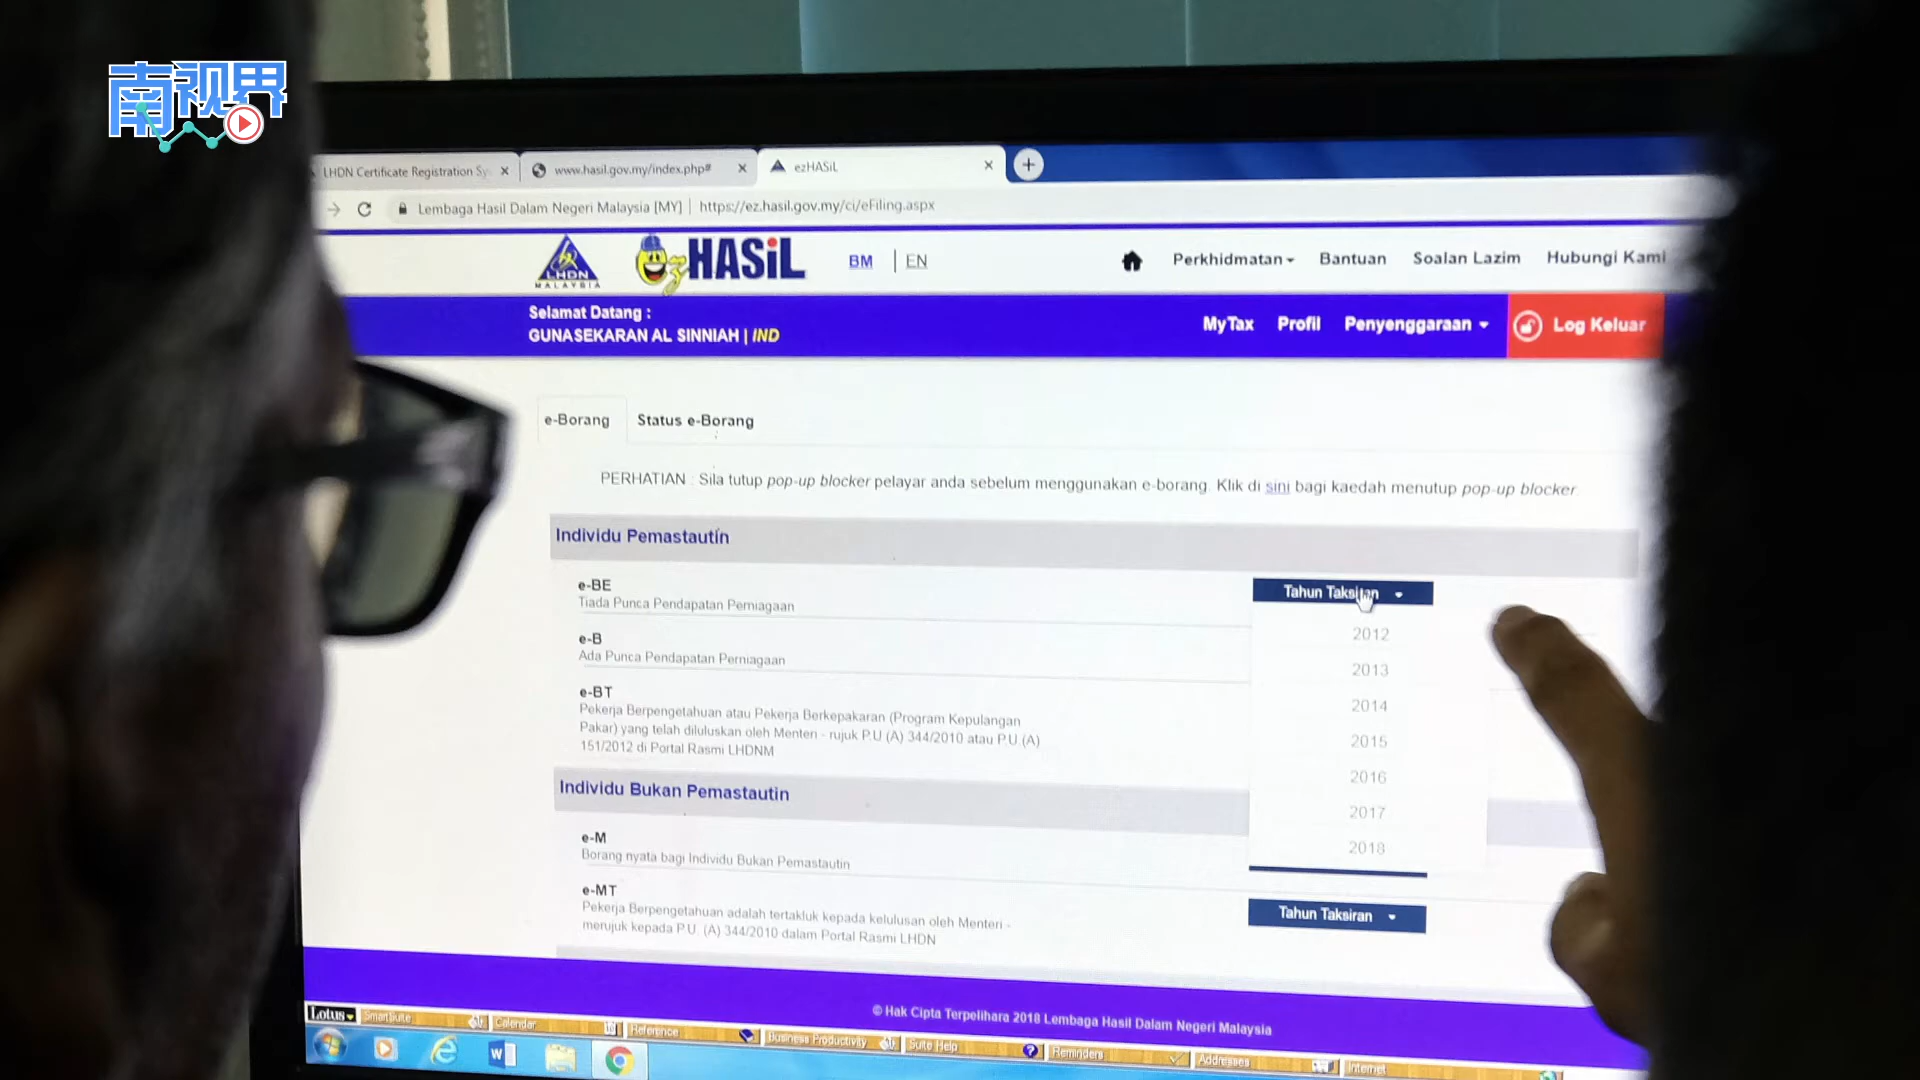 南视界
LHDN Certificate Registration Sy
www.hasil.gov.my/index.php#
ezHASiL
Lembaga Hasil Dalam Negeri Malaysia [MY] | https://ez.hasil.gov.my/ci/eFiling.aspx
LHDN
MALAYSIA
ezHASiL
BM | EN
Perkhidmatan
Bantuan
Soalan Lazim
Hubungi Kami
Selamat Datang :
GUNASEKARAN AL SINNIAH | IND
MyTax
Profil
Penyenggaraan
Log Keluar
e-Borang
Status e-Borang
PERHATIAN : Sila tutup pop-up blocker pelayar anda sebelum menggunakan e-borang. Klik di sini bagi kaedah menutup pop-up blocker
Individu Pemastautin
e-BE
Tiada Punca Pendapatan Perniagaan
Tahun Taksiran
2012
2013
2014
2015
2016
2017
2018
e-B
Ada Punca Pendapatan Perniagaan
e-BT
Pekerja Berpengetahuan atau Pekerja Berkepakaran (Program Kepulangan
Pakar) yang telah diluluskan oleh Menteri - rujuk P.U (A) 344/2010 atau P.U (A)
151/2012 di Portal Rasmi LHDNM
Individu Bukan Pemastautin
e-M
Borang nyata bagi Individu Bukan Pemastautin
e-MT
Pekerja Berpengetahuan adalah tertakluk kepada kelulusan oleh Menteri -
merujuk kepada P.U. (A) 344/2010 dalam Portal Rasmi LHDN
Tahun Taksiran
© Hak Cipta Terpelihara 2018 Lembaga Hasil Dalam Negeri Malaysia
Lotus
SmartSuite
Calendar
Reference
Business Productivity
Suite Help
Reminders
Addresses
Internet